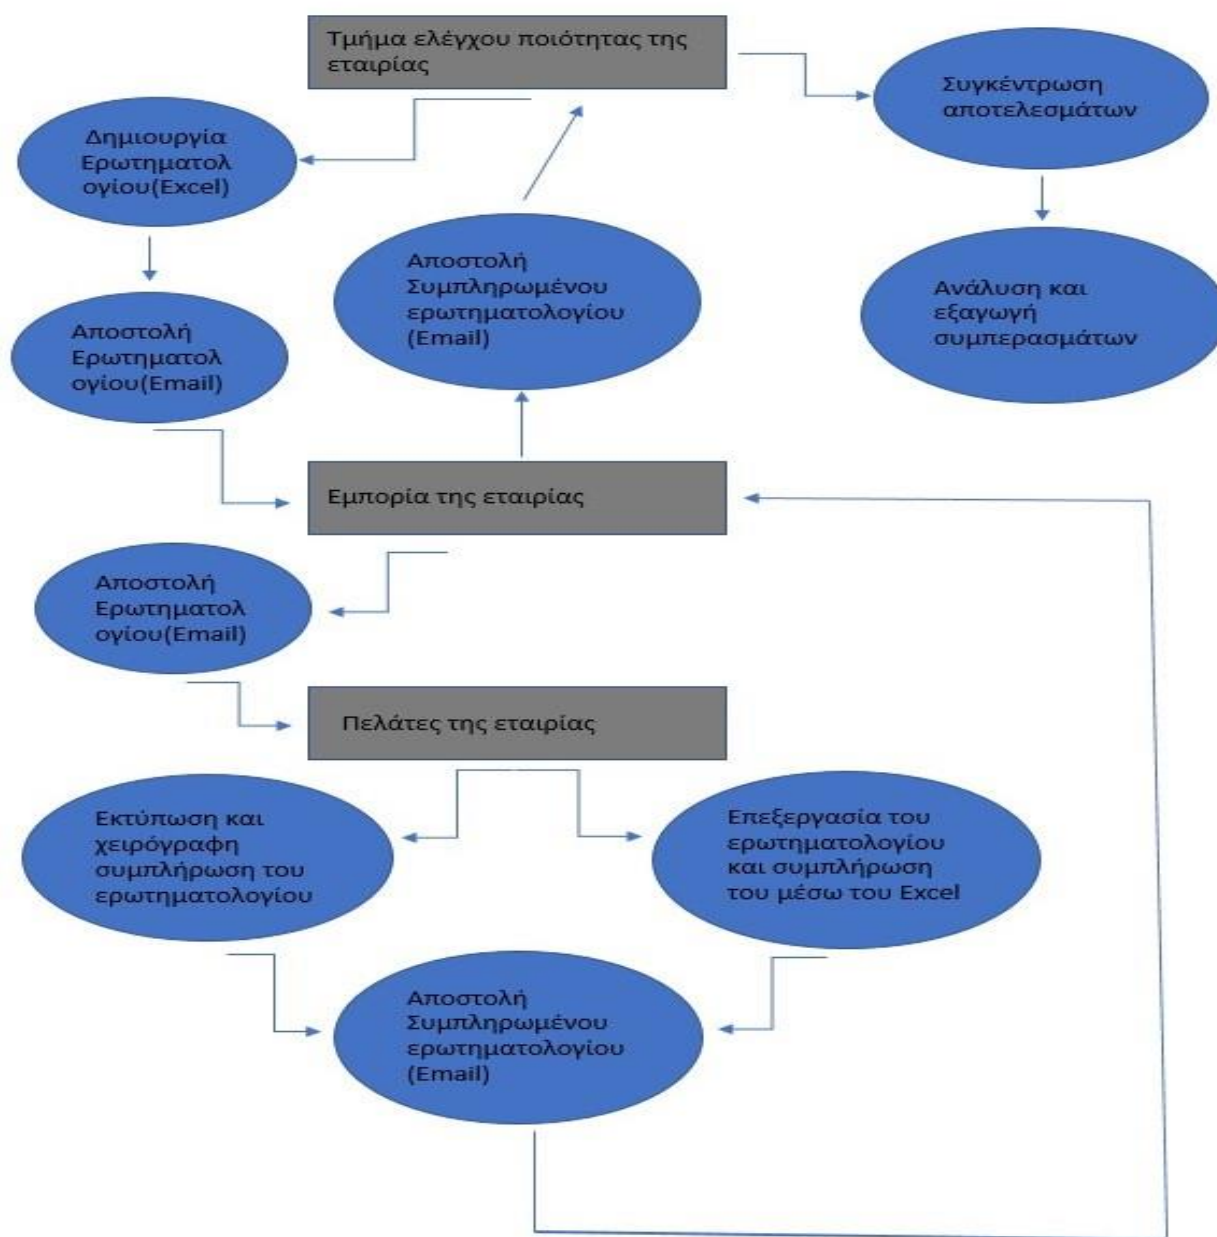 Τμήμα ελέγχου ποιότητας της
εταιρίας
Συγκέντρωση
αποτελεσμάτων
Δημιουργία
Ερωτηματολ
ογίου(Excel)
Αποστολή
Συμπληρωμένου
ερωτηματολογίου
(Email)
Ανάλυση και
εξαγωγή
συμπερασμάτων
Αποστολή
Ερωτηματολ
ογίου(Email)
Εμπορία της εταιρίας
Αποστολή
Ερωτηματολ
ογίου(Email)
Πελάτες της εταιρίας
Εκτύπωση και
χειρόγραφη
συμπλήρωση του
ερωτηματολογίου
Επεξεργασία του
ερωτηματολογίου
και συμπλήρωση
του μέσω του Excel
Αποστολή
Συμπληρωμένου
ερωτηματολογίου
(Email)